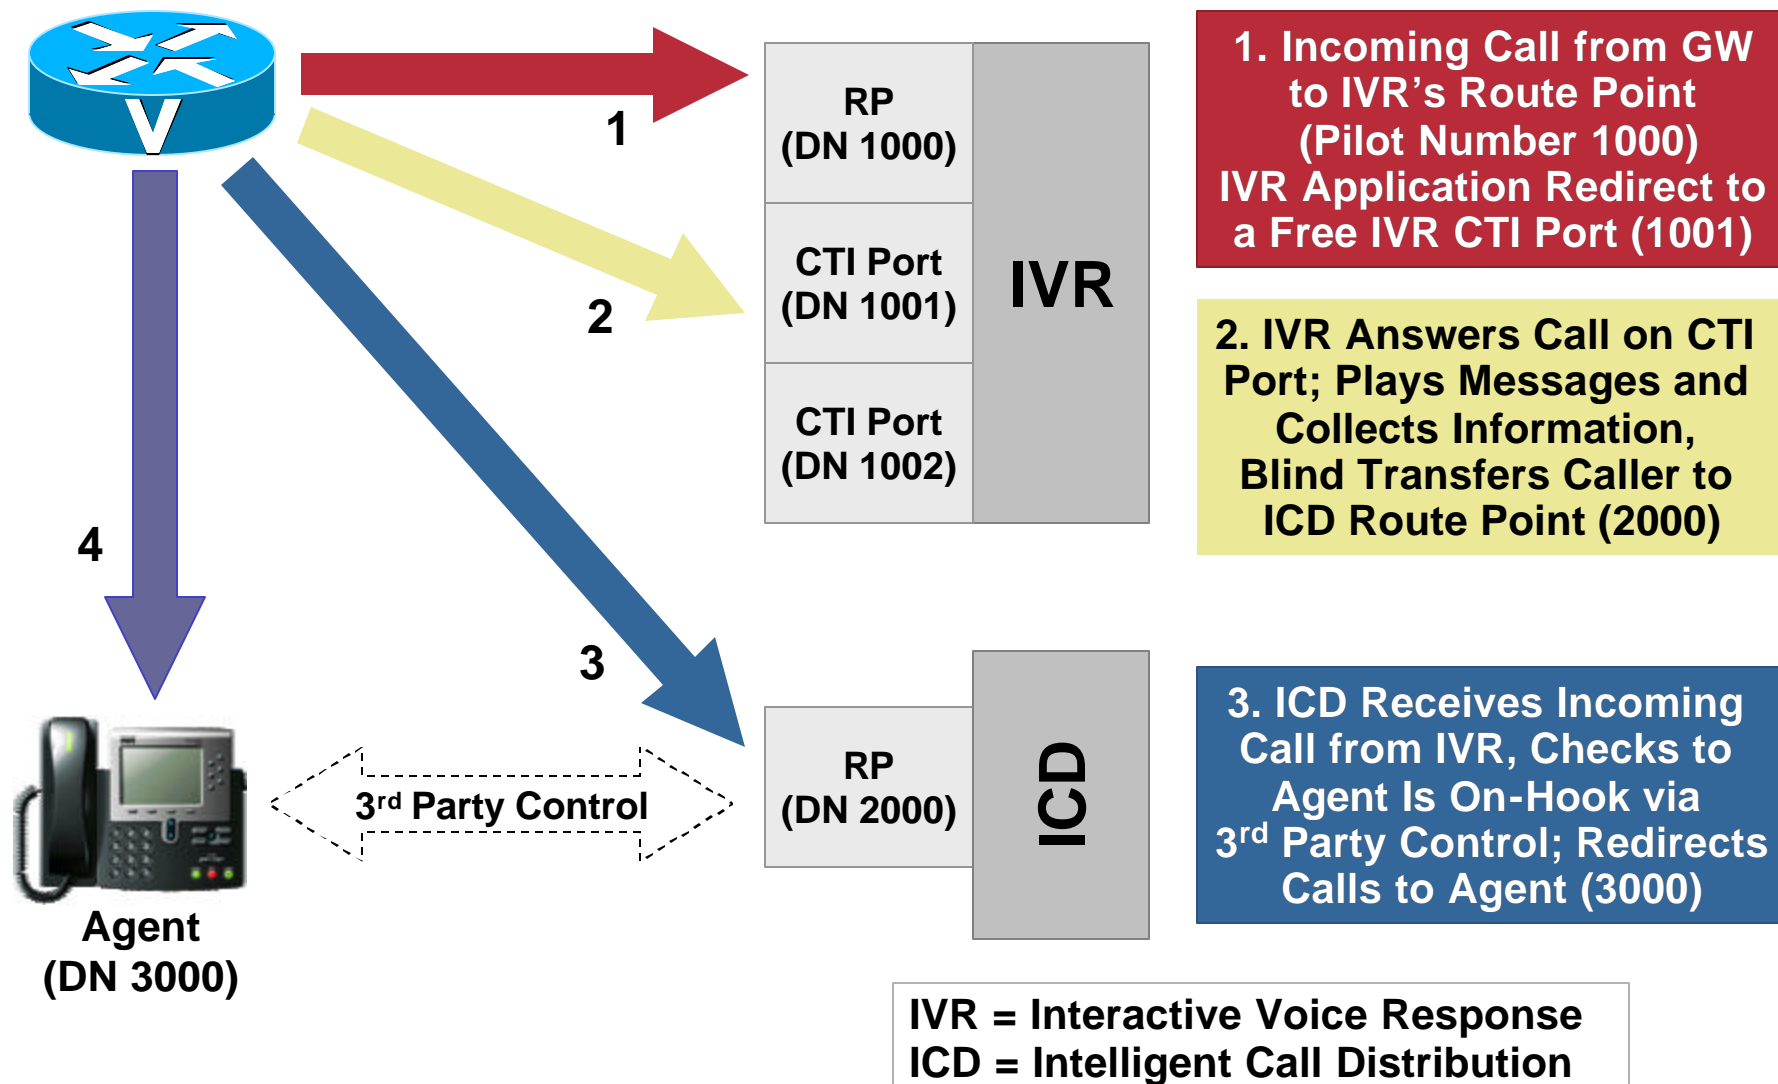 V
1
RP
(DN 1000)
CTI Port
(DN 1001)
CTI Port
(DN 1002)
IVR
2
1. Incoming Call from GW
to IVR’s Route Point
(Pilot Number 1000)
IVR Application Redirect to
a Free IVR CTI Port (1001)
2. IVR Answers Call on CTI
Port; Plays Messages and
Collects Information,
Blind Transfers Caller to
ICD Route Point (2000)
4
3
3rd Party Control
RP
(DN 2000)
ICD
3. ICD Receives Incoming
Call from IVR, Checks to
Agent Is On-Hook via
3rd Party Control; Redirects
Calls to Agent (3000)
Agent
(DN 3000)
IVR = Interactive Voice Response
ICD = Intelligent Call Distribution